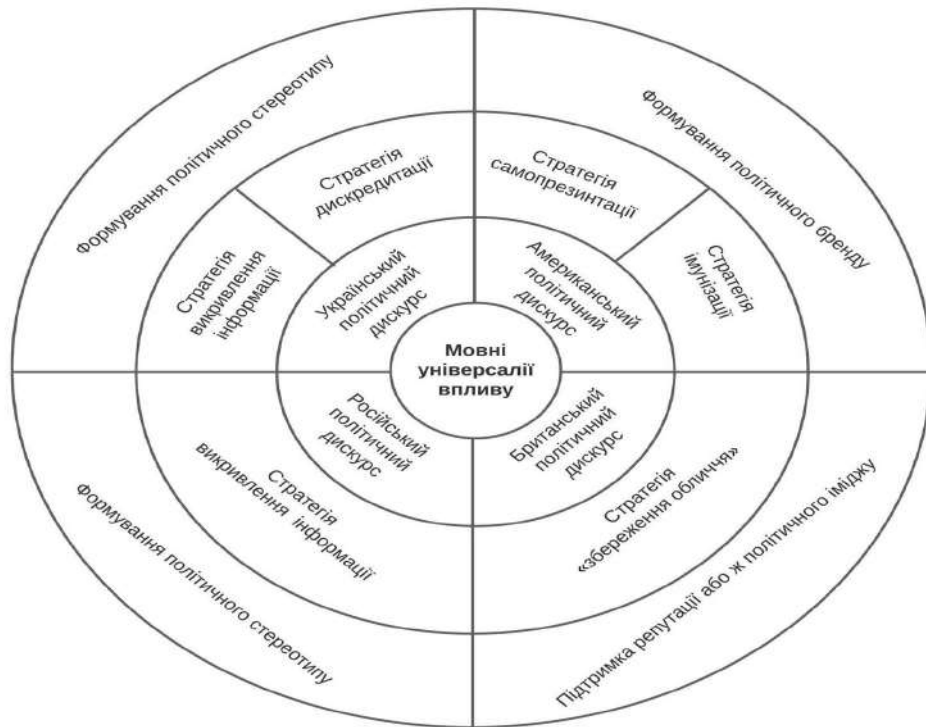 Формування політичного стереотипу
Формування політичного бренду
Стратегія
дискредитації
Стратегія
самопрезинтації
Стратегія
викривлення
інформації
Український
політичний
дискурс
Американський
політичний
дискурс
Стратегія
імунізації
Мовні
універсалії
впливу
Російський
політичний
дискурс
Британський
політичний
дискурс
Стратегія
викривлення інформації
Стратегія
«збереження обличчя»
Формування політичного стереотипу
Підтримка репутації або ж політичного іміджу